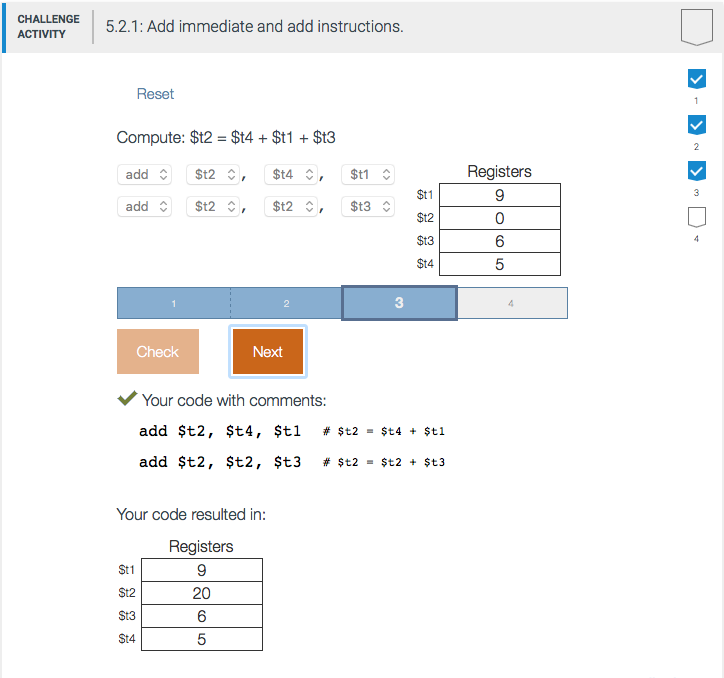 CHALLENGE ACTIVITY 5.2.1: Add immediate and add instructions.
Reset
1
Compute: $t2 = $t4 + $t1 + $t3
2
add $t2 , $t4 , $t1
add $t2 , $t2 , $t3
3
4
Registers
$t1 9
$t2 0
$t3 6
$t4 5
1 2 3 4
Check Next
Your code with comments:
add $t2, $t4, $t1 # $t2 = $t4 + $t1
add $t2, $t2, $t3 # $t2 = $t2 + $t3
Your code resulted in:
Registers
$t1 9
$t2 20
$t3 6
$t4 5